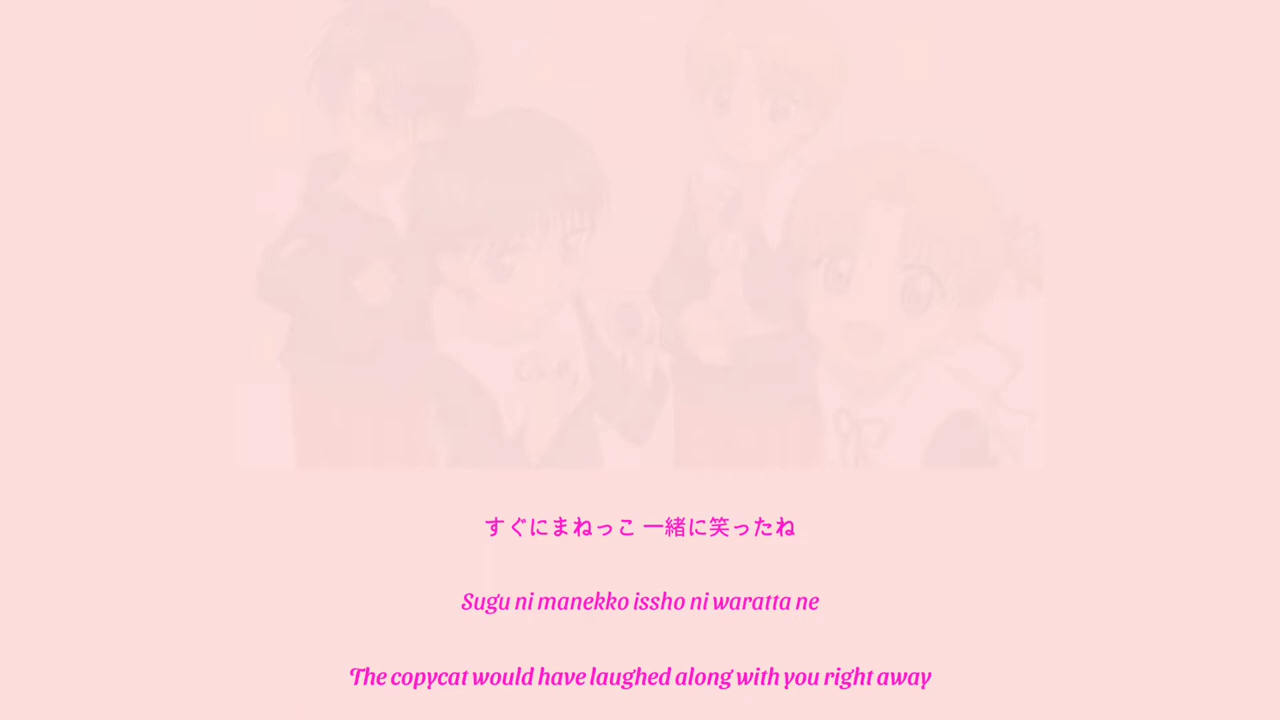 すぐにまねっこ 一緒に笑ったね
Sugu ni manekko issho ni waratta ne
The copycat would have laughed along with you right away